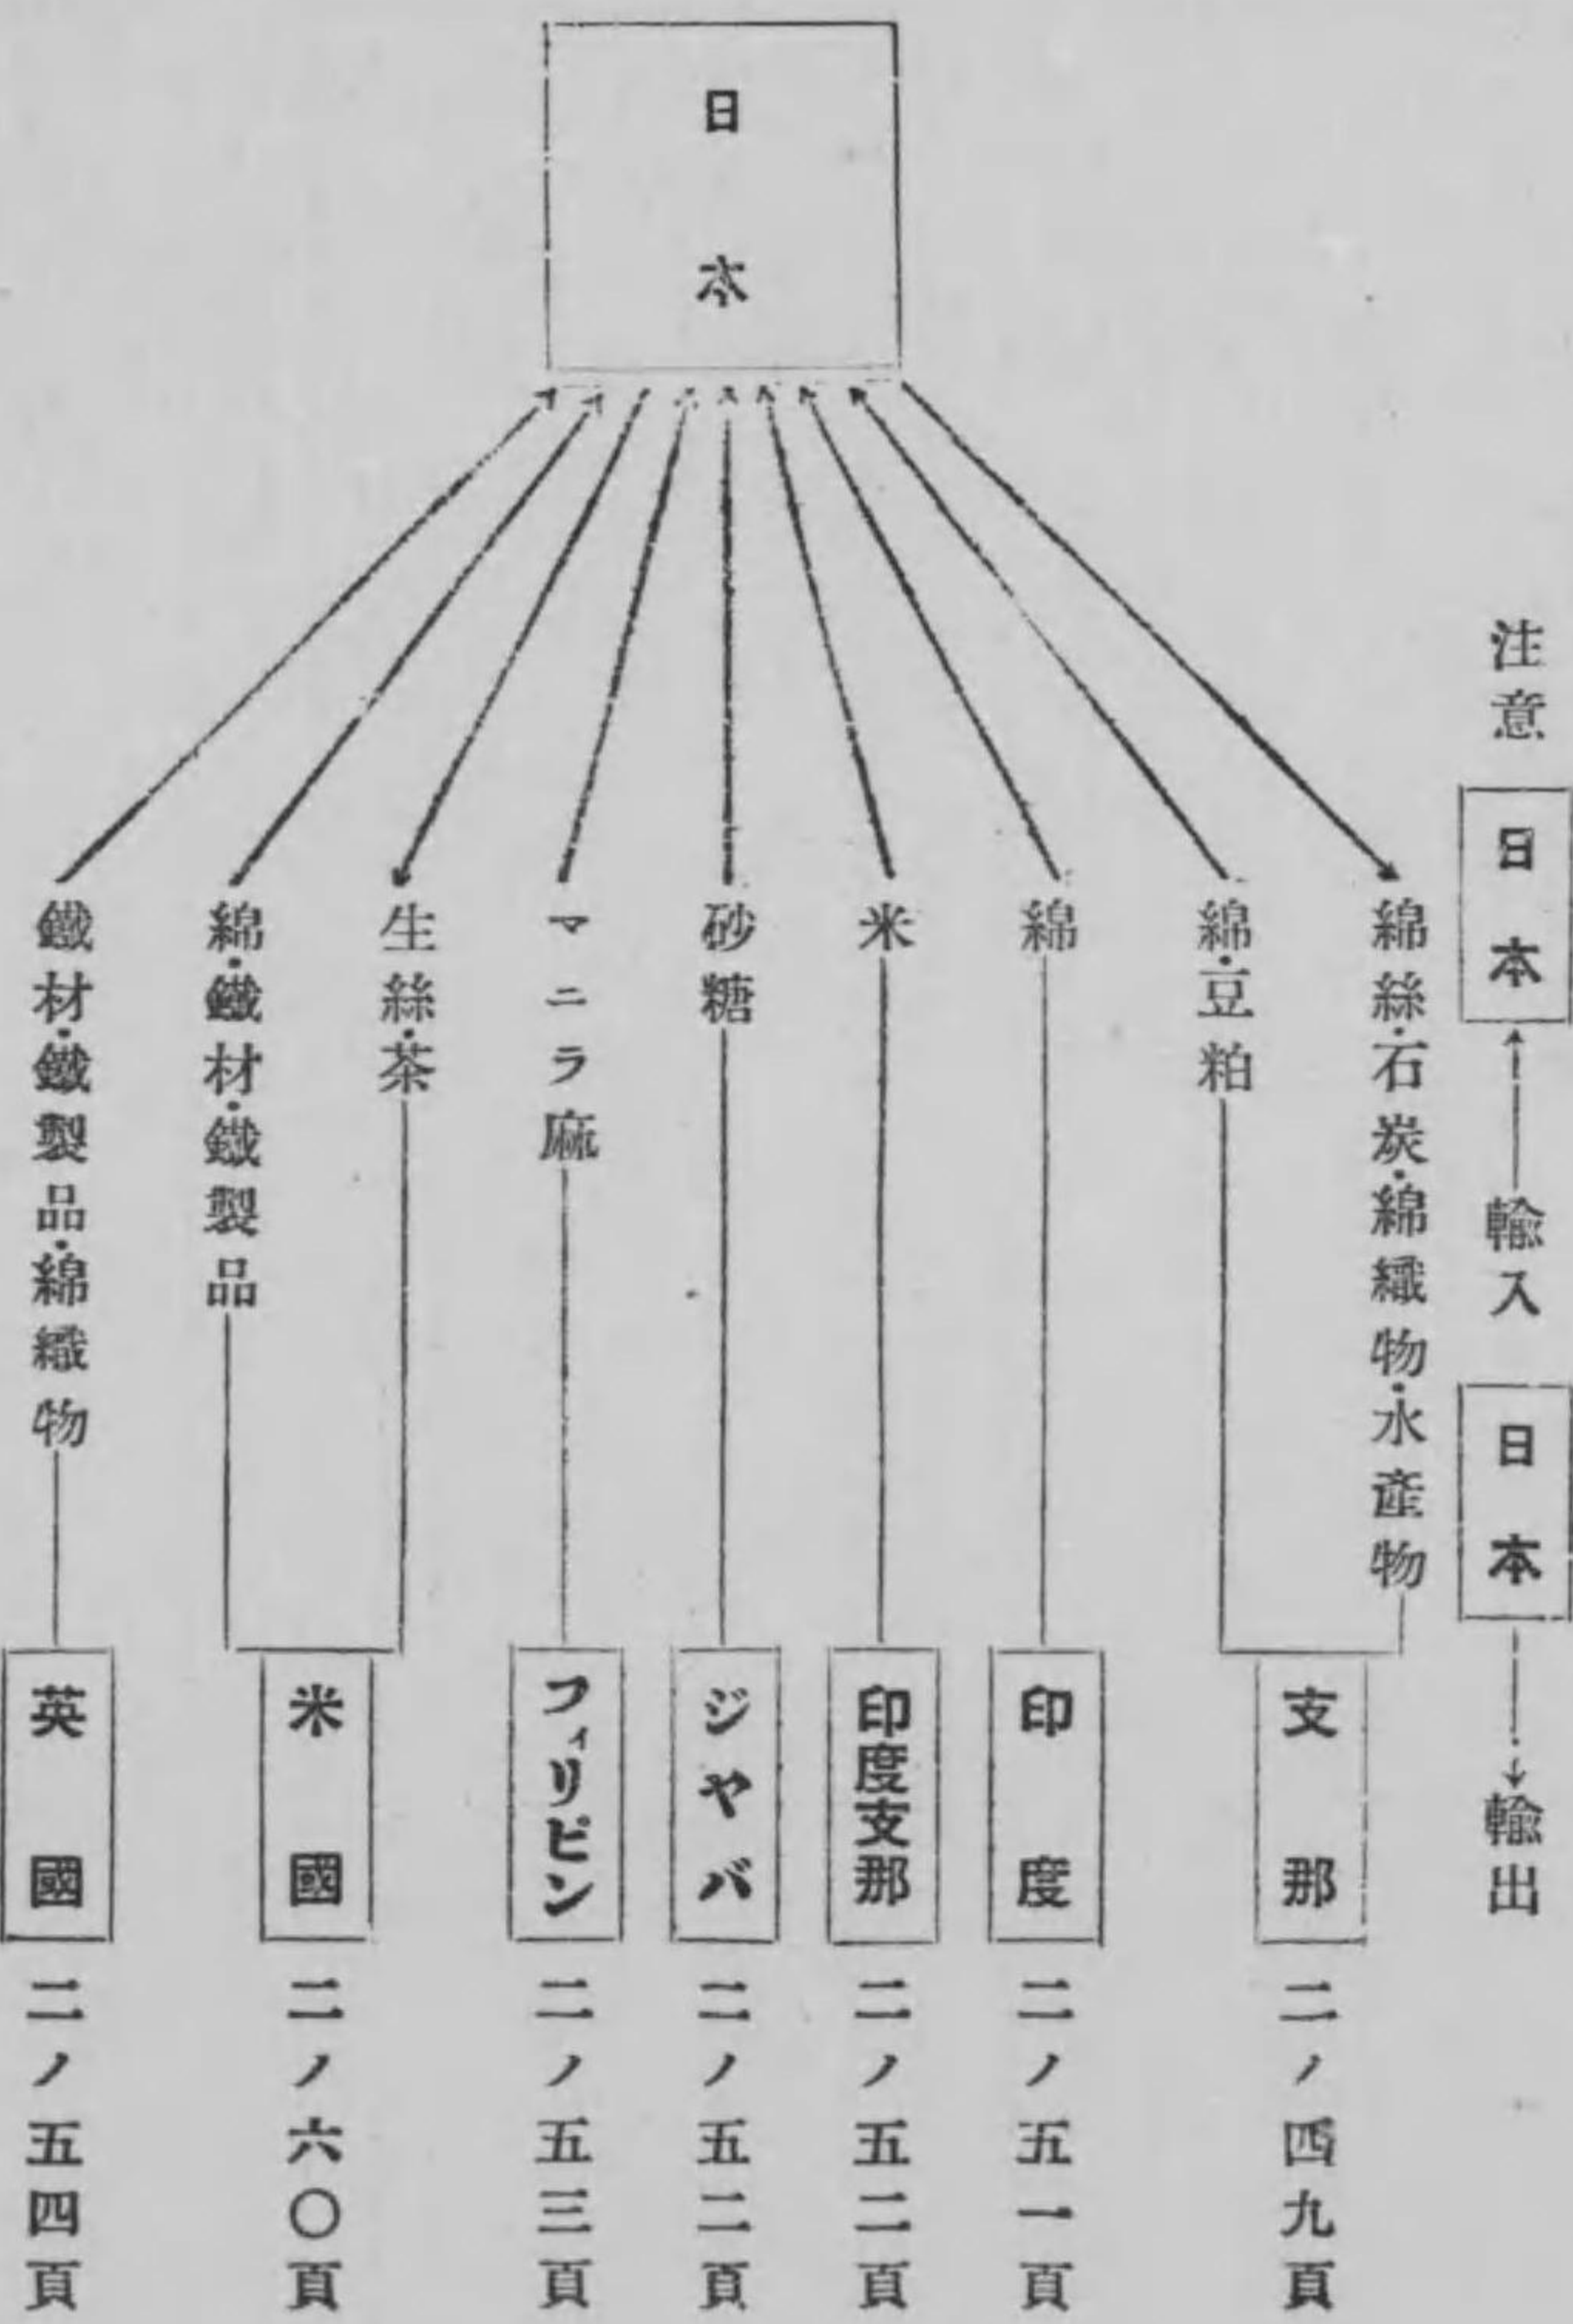 注意
日本
輸入
日本
輸出
日本
綿絲・石炭・綿織物・水產物
綿・豆粕
支那
二ノ四九頁
綿
印度
二ノ五一頁
米
印度支那
二ノ五二頁
砂糖
ジヤバ
二ノ五二頁
マニラ麻
フィリピン
二ノ五三頁
生絲・茶
綿・鐵材・鐵製品
米國
二ノ六〇頁
鐵材・鐵製品・綿織物
英國
二ノ五四頁